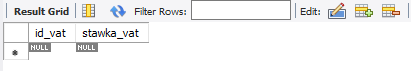 Result Grid Filter Rows: Edit:
id_vat stawka_vat
NULL NULL